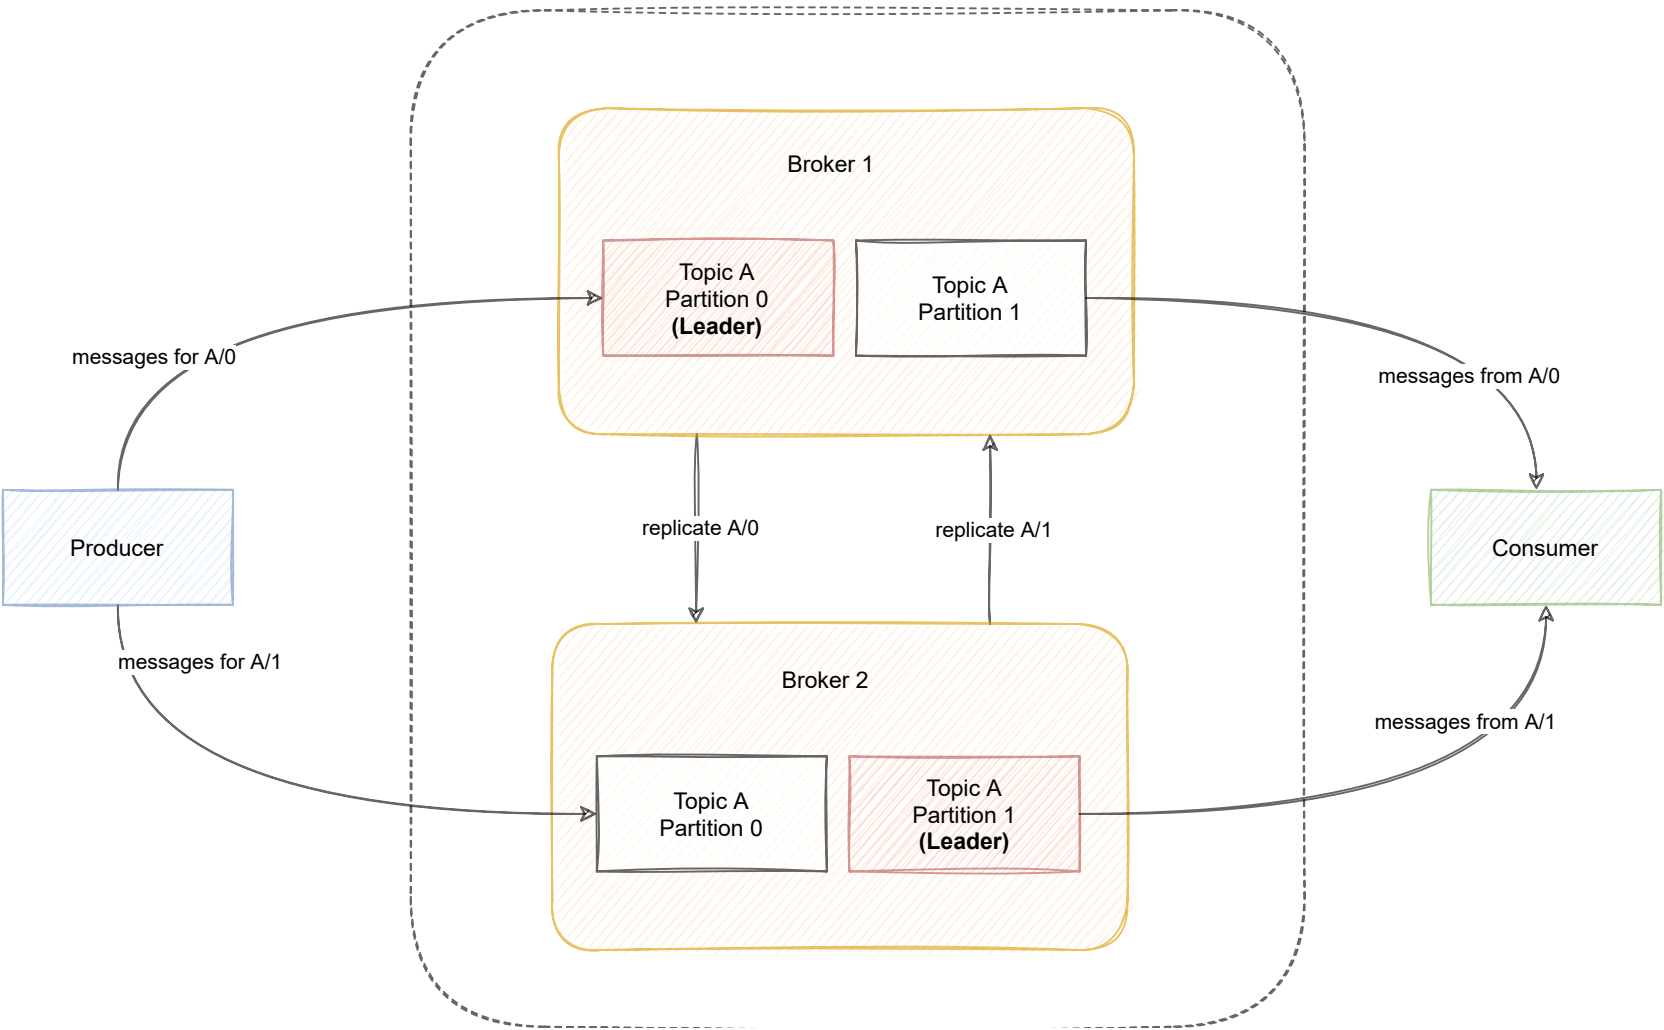 Broker 1
Topic A
Partition 0
(Leader)
Topic A
Partition 1
messages for A/0
messages from A/0
replicate A/0
replicate A/1
Producer
Consumer
messages for A/1
Broker 2
messages from A/1
Topic A
Partition 0
Topic A
Partition 1
(Leader)